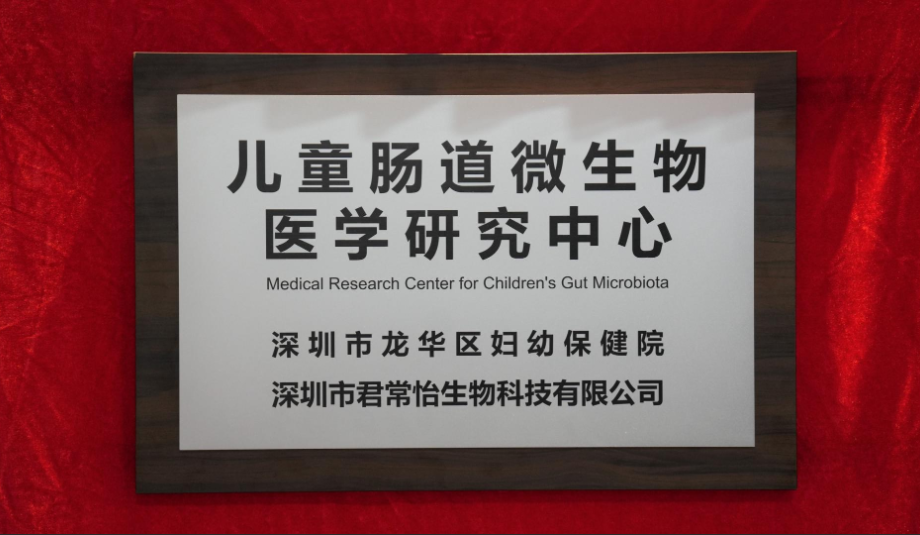 儿童肠道微生物
医学研究中心
Medical Research Center for Children's Gut Microbiota
深圳市龙华区妇幼保健院
深圳市君常怡生物科技有限公司